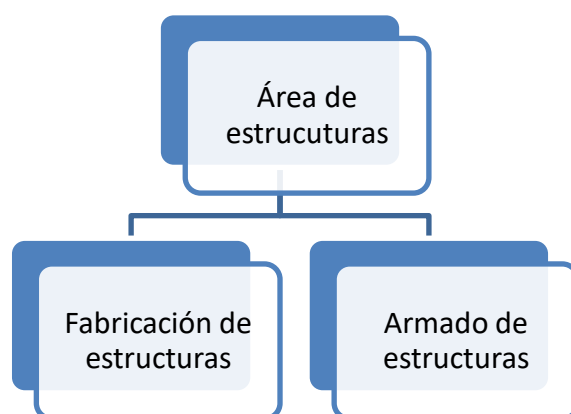 Área de
estrucuturas
Fabricación de
estructuras
Armado de
estructuras